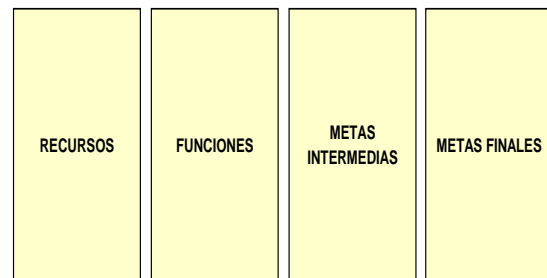 RECURSOS
FUNCIONES
METAS
INTERMEDIAS
METAS FINALES